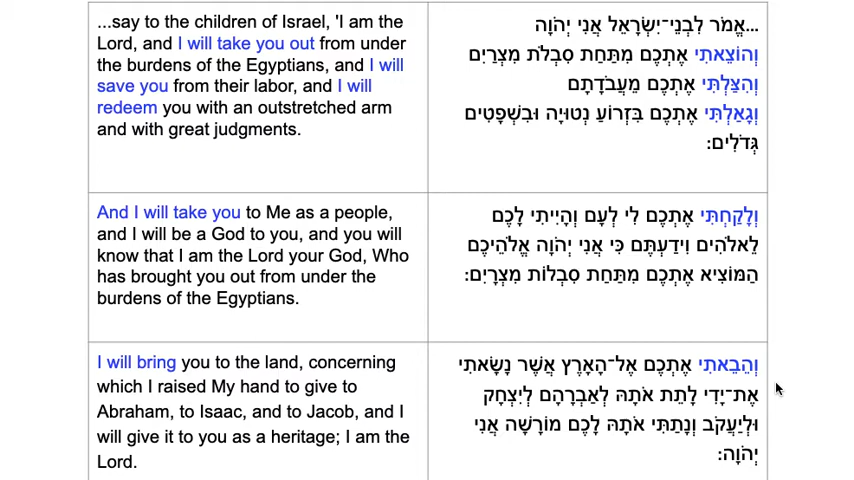 ...say to the children of Israel, 'I am the
Lord, and I will take you out from under
the burdens of the Egyptians, and I will
save you from their labor, and I will
redeem you with an outstretched arm
and with great judgments.
...אֱמֹר לִבְנֵי־יִשְׂרָאֵל אֲנִי יְהֹוָה
וְהוֹצֵאתִי אֶתְכֶם מִתַּחַת סִבְלֹת מִצְרַיִם
וְהִצַּלְתִּי אֶתְכֶם מֵעֲבֹדָתָם
וְגָאַלְתִּי אֶתְכֶם בִּזְרוֹעַ נְטוּיָה וּבִשְׁפָטִים
גְּדֹלִים:
And I will take you to Me as a people,
and I will be a God to you, and you will
know that I am the Lord your God, Who
has brought you out from under the
burdens of the Egyptians.
וְלָקַחְתִּי אֶתְכֶם לִי לְעָם וְהָיִיתִי לָכֶם
לֵאלֹהִים וִידַעְתֶּם כִּי אֲנִי יְהֹוָה אֱלֹהֵיכֶם
הַמּוֹצִיא אֶתְכֶם מִתַּחַת סִבְלוֹת מִצְרָיִם:
I will bring you to the land, concerning
which I raised My hand to give to
Abraham, to Isaac, and to Jacob, and I
will give it to you as a heritage; I am the
Lord.
וְהֵבֵאתִי אֶתְכֶם אֶל־הָאָרֶץ אֲשֶׁר נָשָׂאתִי
אֶת־יָדִי לָתֵת אֹתָהּ לְאַבְרָהָם לְיִצְחָק
וּלְיַעֲקֹב וְנָתַתִּי אֹתָהּ לָכֶם מוֹרָשָׁה אֲנִי
יְהֹוָה: